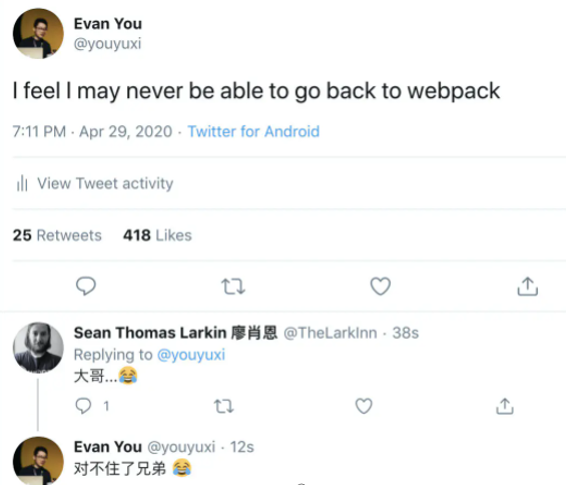 Evan You
@youyuxi
I feel I may never be able to go back to webpack
7:11 PM · Apr 29, 2020 · Twitter for Android
View Tweet activity
25 Retweets 418 Likes
Sean Thomas Larkin 廖肖恩 @TheLarkInn · 38s
Replying to @youyuxi
大哥...😂
1
Evan You @youyuxi · 12s
对不住了兄弟 😂